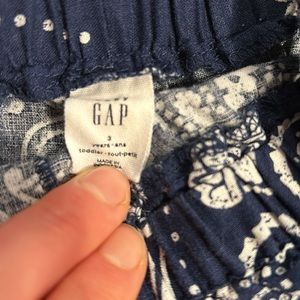 GAP
3
years-ans
toddler-tout-petit
MADE IN